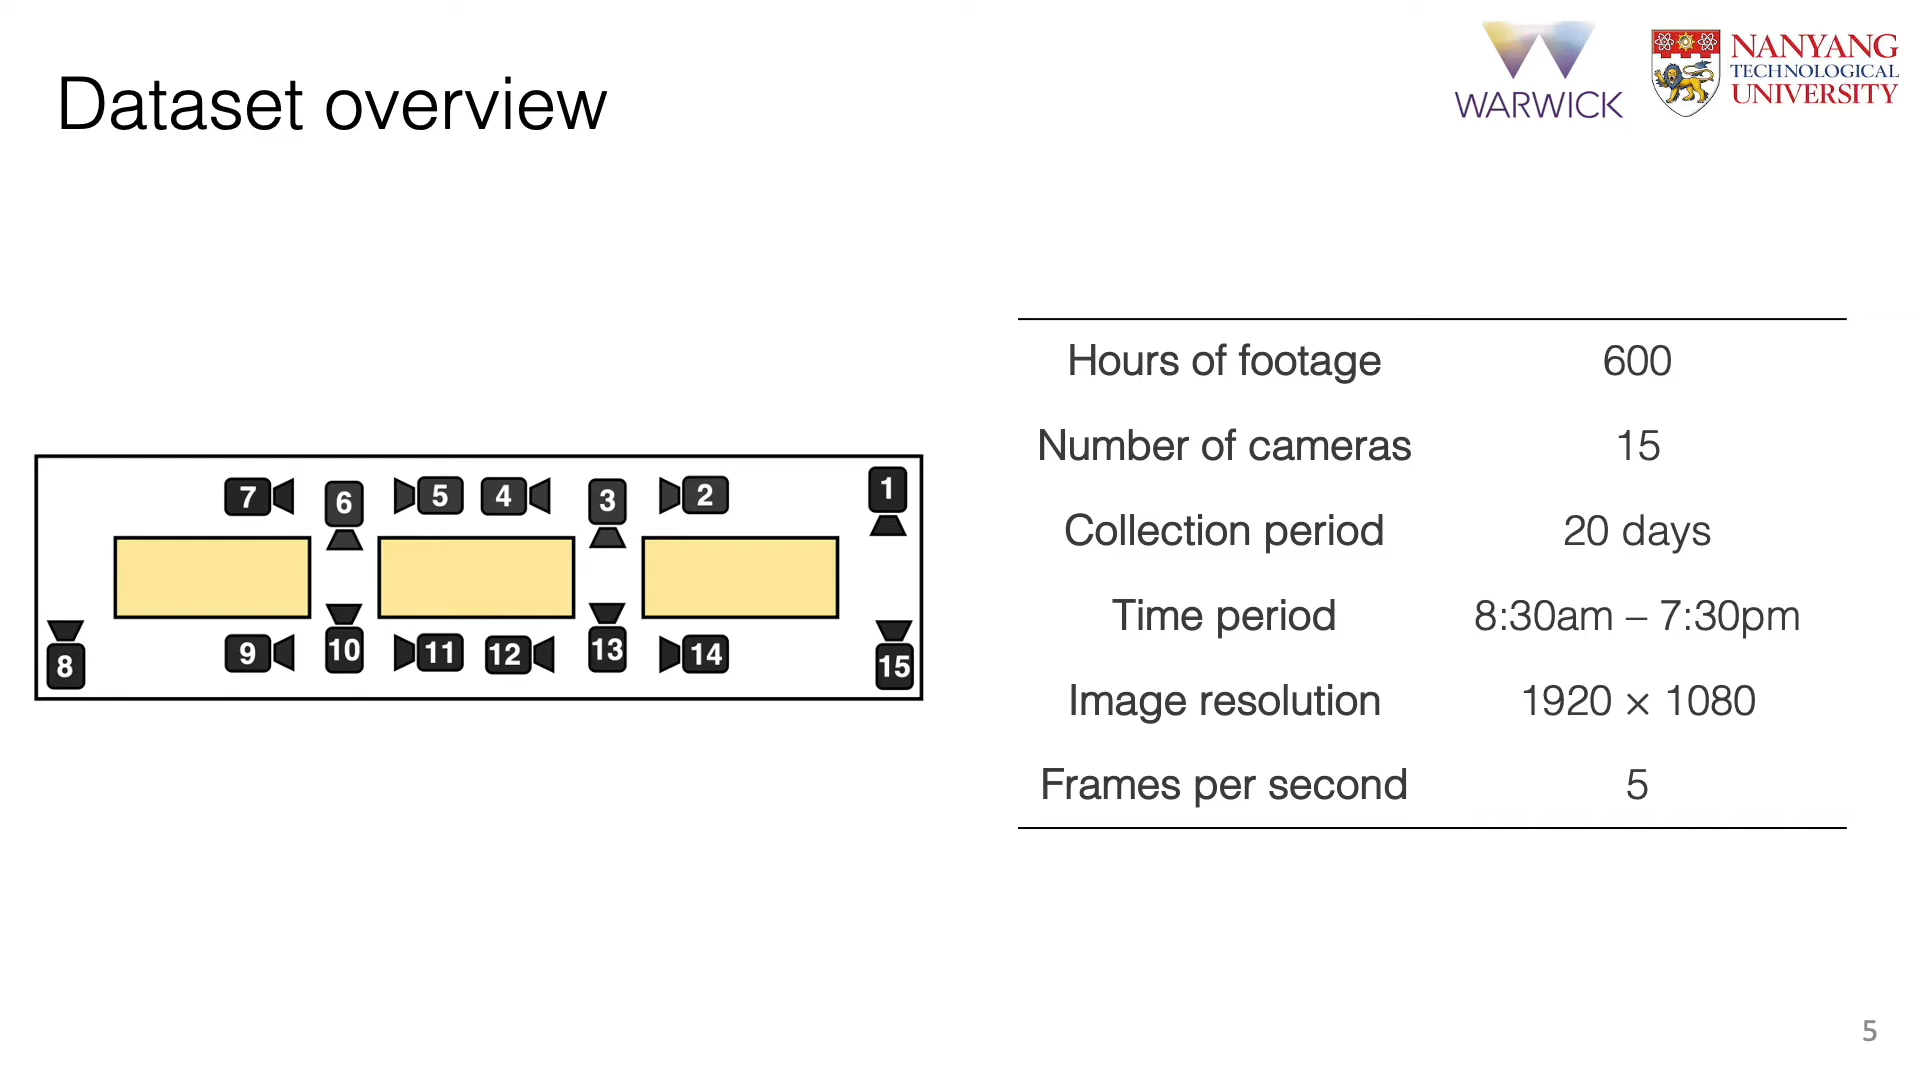 Dataset overview
WARWICK
NANYANG
TECHNOLOGICAL
UNIVERSITY
7 6 5 4 3 2 1
8 9 10 11 12 13 14 15
Hours of footage 600
Number of cameras 15
Collection period 20 days
Time period 8:30am – 7:30pm
Image resolution 1920 × 1080
Frames per second 5
5